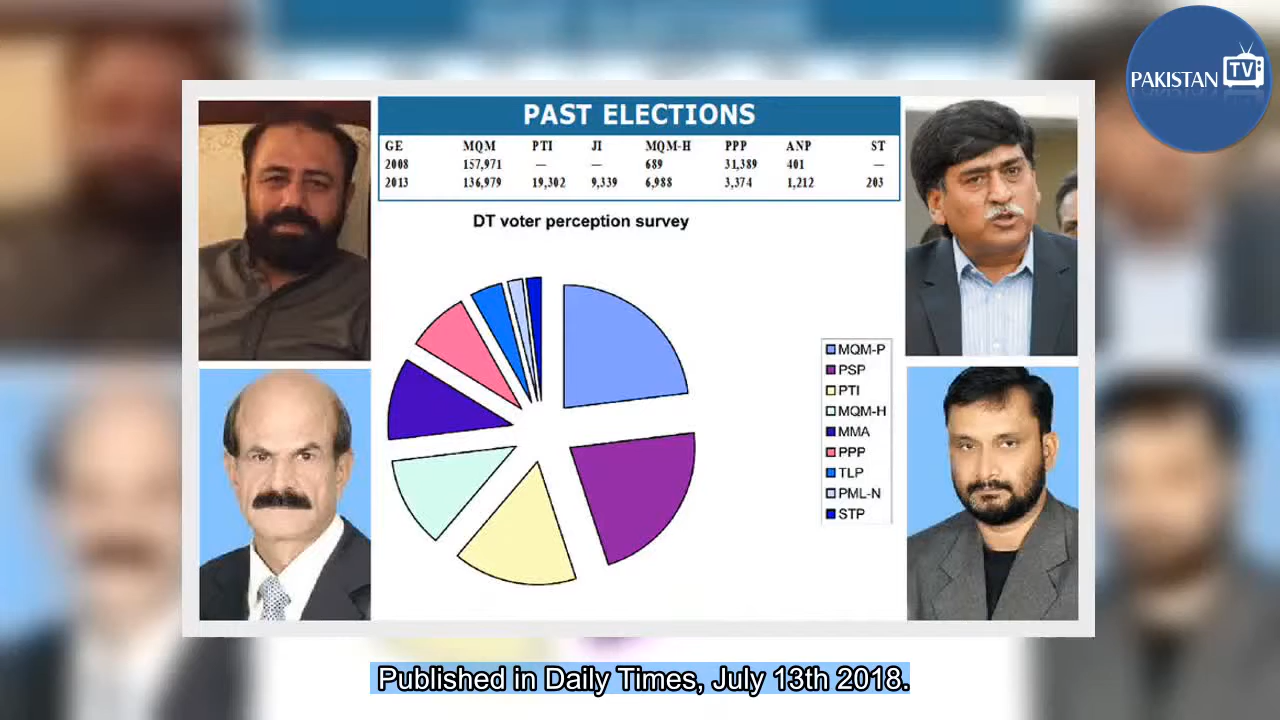 PAKISTAN TV
PAST ELECTIONS
GE MQM PTI JI MQM-H PPP ANP ST
2008 157,971 — — 689 31,389 401 —
2013 136,979 19,302 9,339 6,988 3,374 1,212 203
DT voter perception survey
MQM-P
PSP
PTI
MQM-H
MMA
PPP
TLP
PML-N
STP
Published in Daily Times, July 13th 2018.